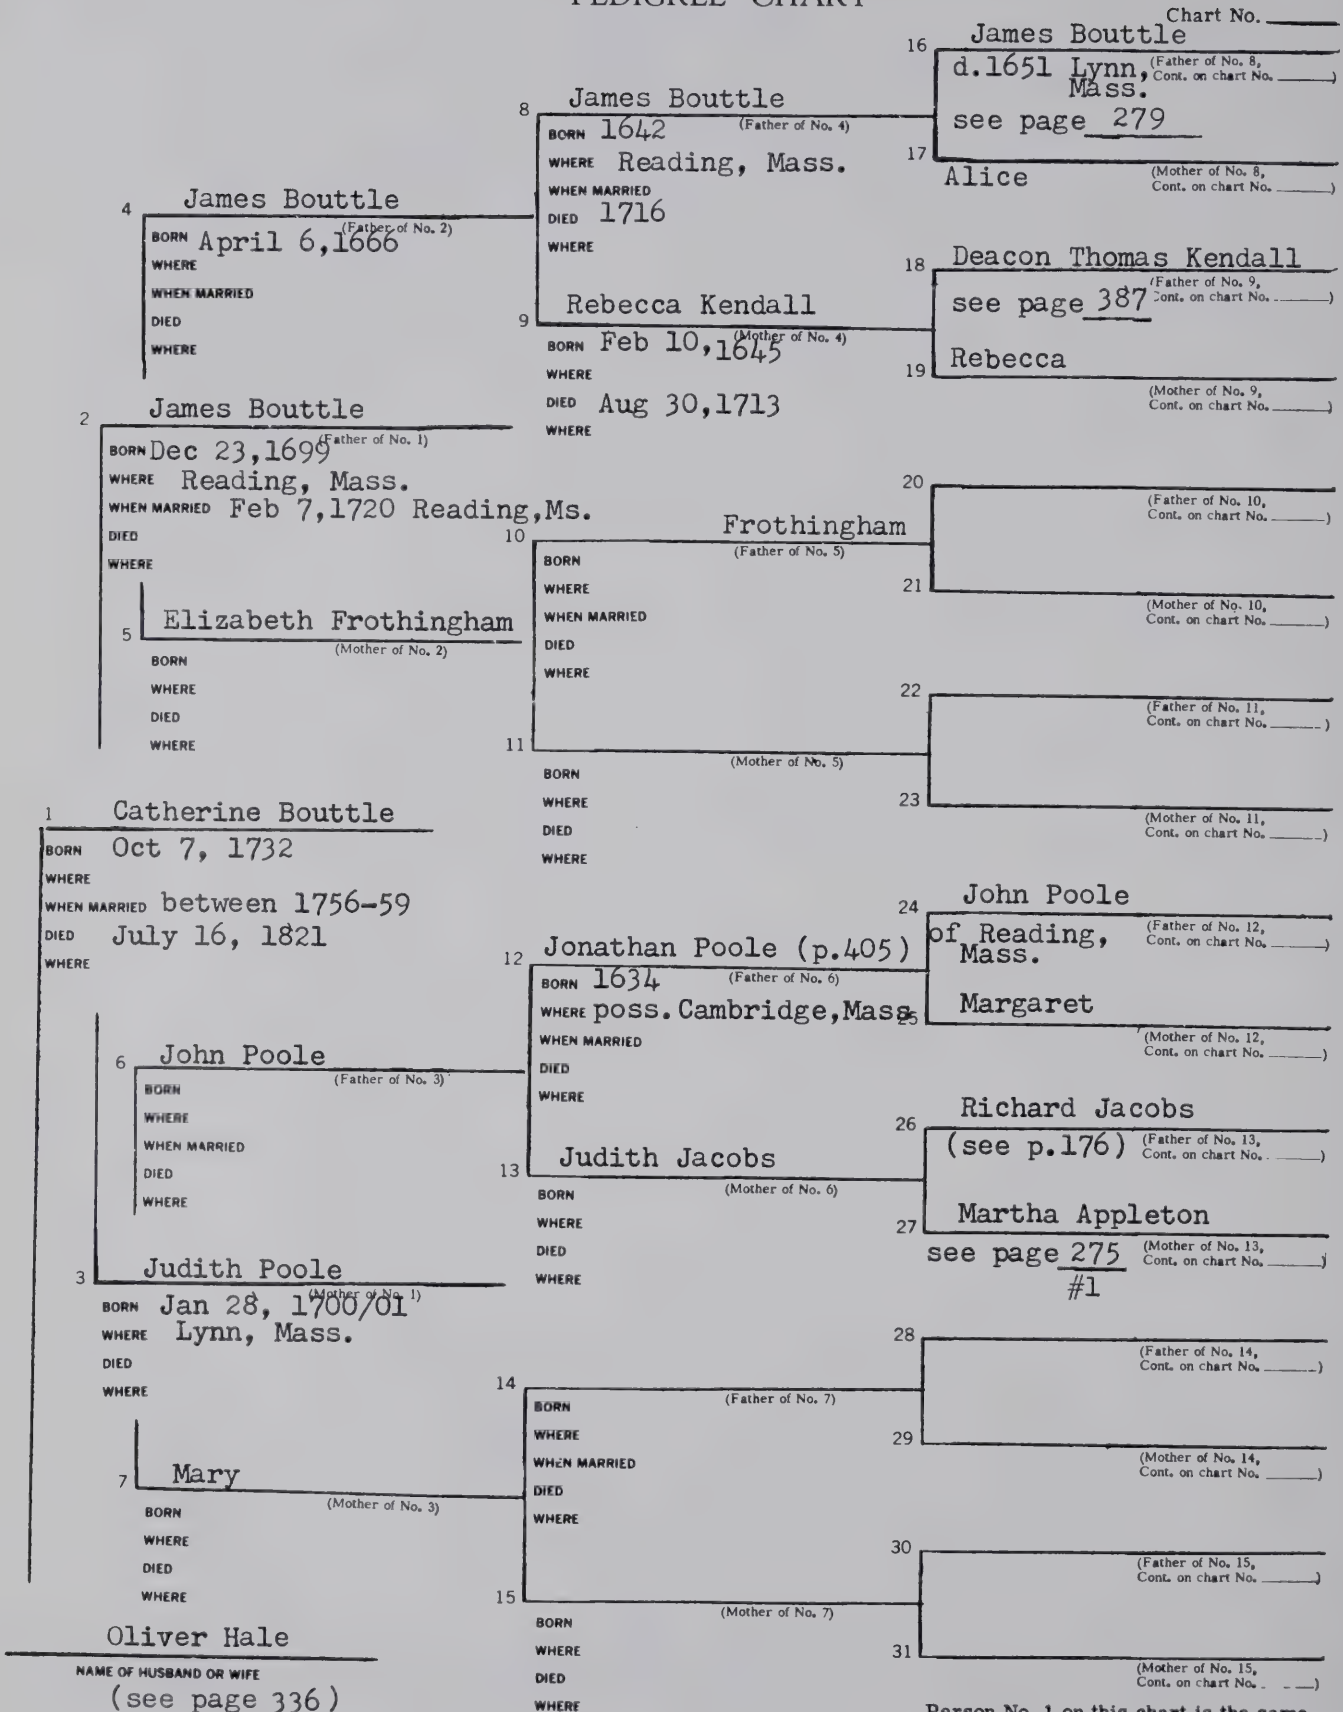 PEDIGREE CHART
Chart No.
16 James Bouttle
(Father of No. 8,
Cont. on chart No. )
d.1651 Lynn,
Mass.
see page 279
17 Alice
(Mother of No. 8,
Cont. on chart No. )
8 James Bouttle
(Father of No. 4)
BORN 1642
WHERE Reading, Mass.
WHEN MARRIED
DIED 1716
WHERE
4 James Bouttle
(Father of No. 2)
BORN April 6,1666
WHERE
WHEN MARRIED
DIED
WHERE
18 Deacon Thomas Kendall
(Father of No. 9,
Cont. on chart No. )
see page 387
9 Rebecca Kendall
(Mother of No. 4)
BORN Feb 10,1645
WHERE
DIED Aug 30,1713
WHERE
19 Rebecca
(Mother of No. 9,
Cont. on chart No. )
2 James Bouttle
(Father of No. 1)
BORN Dec 23,1699
WHERE Reading, Mass.
WHEN MARRIED Feb 7,1720 Reading,Ms.
DIED
WHERE
20
(Father of No. 10,
Cont. on chart No. )
10 Frothingham
(Father of No. 5)
BORN
WHERE
WHEN MARRIED
DIED
WHERE
21
(Mother of No. 10,
Cont. on chart No. )
5 Elizabeth Frothingham
(Mother of No. 2)
BORN
WHERE
DIED
WHERE
22
(Father of No. 11,
Cont. on chart No. )
11
(Mother of No. 5)
BORN
WHERE
DIED
WHERE
23
(Mother of No. 11,
Cont. on chart No. )
1 Catherine Bouttle
BORN Oct 7, 1732
WHERE
WHEN MARRIED between 1756-59
DIED July 16, 1821
WHERE
24 John Poole
(Father of No. 12,
Cont. on chart No. )
of Reading,
Mass.
12 Jonathan Poole (p.405)
(Father of No. 6)
BORN 1634
WHERE poss. Cambridge,Mass
WHEN MARRIED
DIED
WHERE
25 Margaret
(Mother of No. 12,
Cont. on chart No. )
6 John Poole
(Father of No. 3)
BORN
WHERE
WHEN MARRIED
DIED
WHERE
26 Richard Jacobs
(Father of No. 13,
Cont. on chart No. )
(see p.176)
13 Judith Jacobs
(Mother of No. 6)
BORN
WHERE
DIED
WHERE
27 Martha Appleton
(Mother of No. 13,
Cont. on chart No. )
see page 275
#1
3 Judith Poole
(Mother of No. 1)
BORN Jan 28, 1700/01
WHERE Lynn, Mass.
DIED
WHERE
28
(Father of No. 14,
Cont. on chart No. )
14
(Father of No. 7)
BORN
WHERE
WHEN MARRIED
DIED
WHERE
29
(Mother of No. 14,
Cont. on chart No. )
7 Mary
(Mother of No. 3)
BORN
WHERE
DIED
WHERE
30
(Father of No. 15,
Cont. on chart No. )
15
(Mother of No. 7)
BORN
WHERE
DIED
WHERE
31
(Mother of No. 15,
Cont. on chart No. )
Oliver Hale
NAME OF HUSBAND OR WIFE
(see page 336)
Person No. 1 on this chart is the same